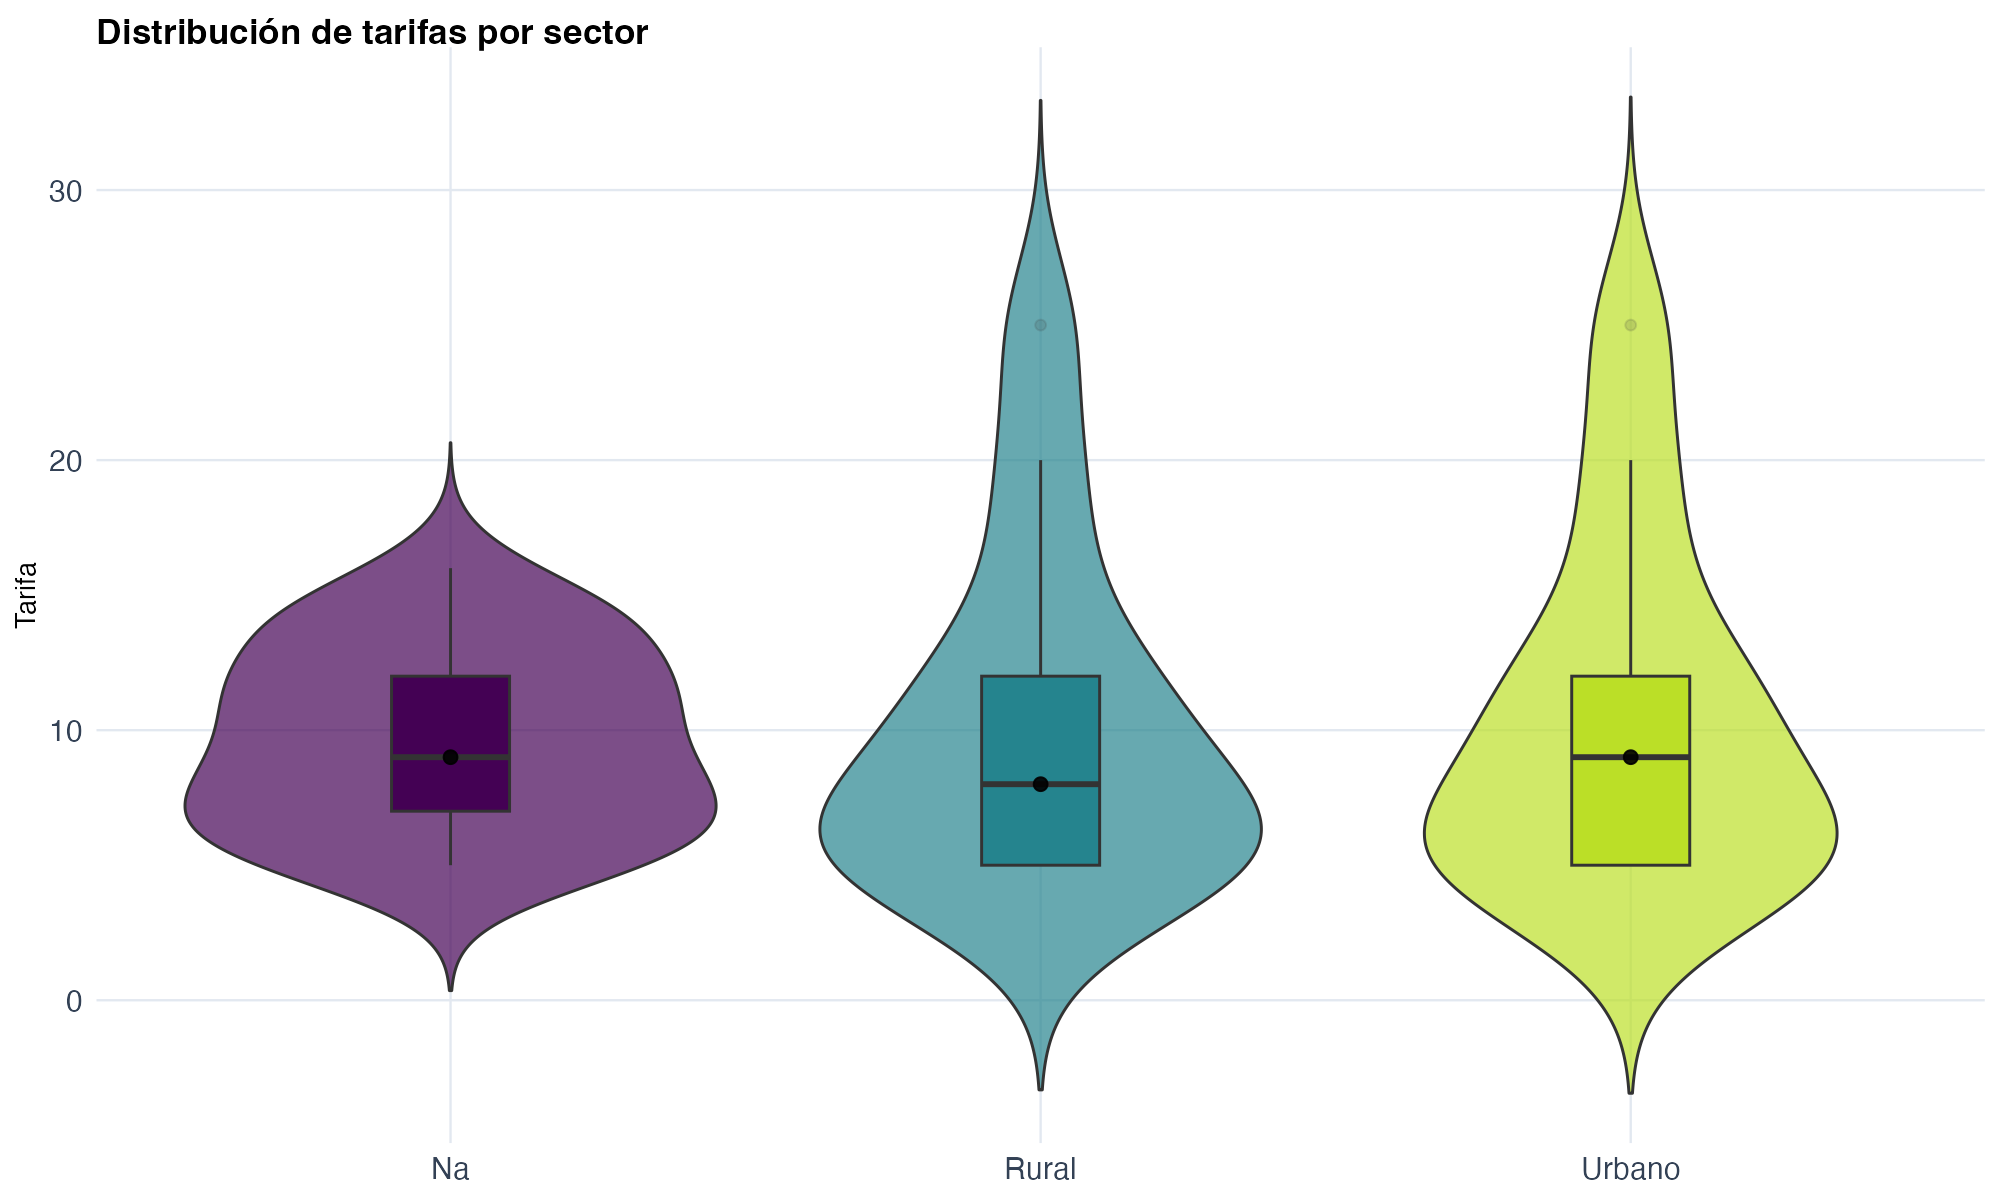 Distribución de tarifas por sector
Tarifa
30
20
10
0
Na
Rural
Urbano